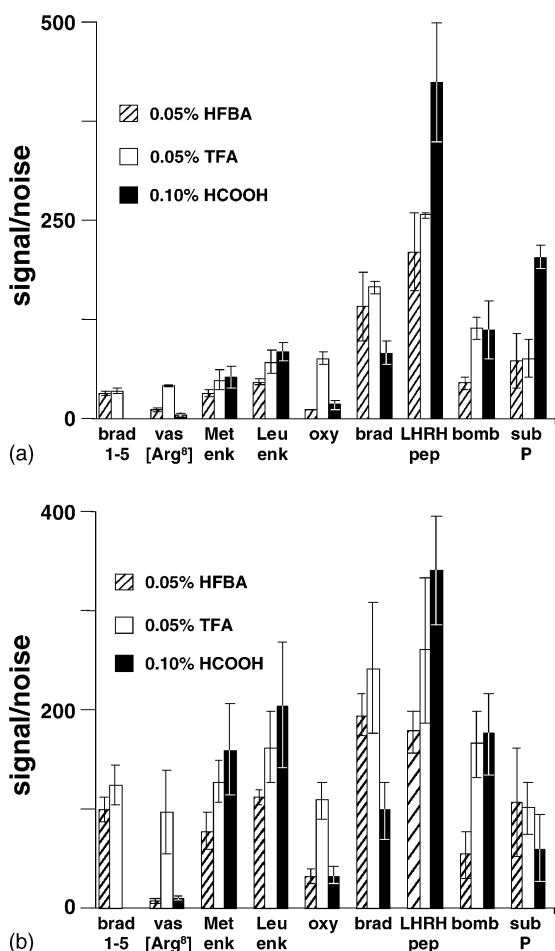 500
0.05% HFBA
0.05% TFA
0.10% HCOOH
signal/noise
250
0
(a)
brad vas Met Leu oxy brad LHRH bomb sub
1-5 [Arg⁸] enk enk pep P
400
0.05% HFBA
0.05% TFA
0.10% HCOOH
signal/noise
200
0
brad vas Met Leu oxy brad LHRH bomb sub
(b) 1-5 [Arg⁸] enk enk pep P